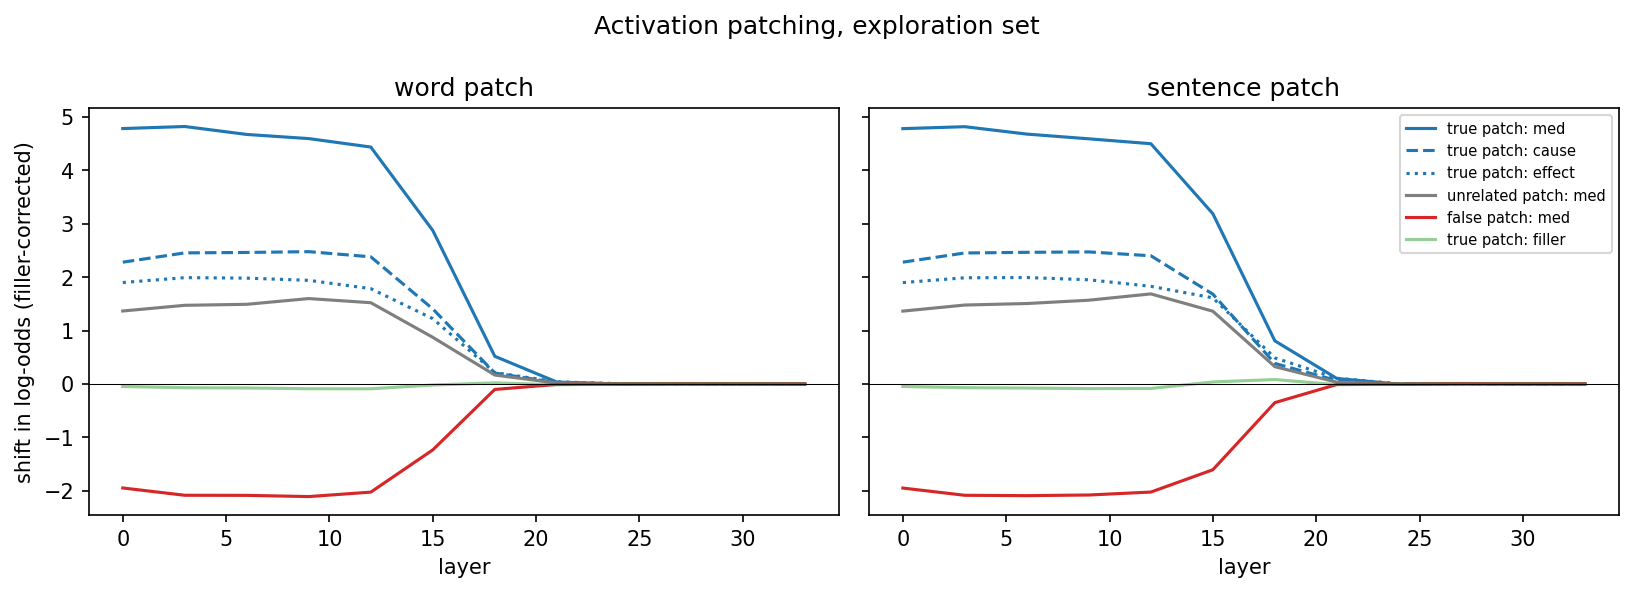 Activation patching, exploration set
word patch
shift in log-odds (filler-corrected)
5
4
3
2
1
0
−1
−2
0 5 10 15 20 25 30
layer
sentence patch
true patch: med
true patch: cause
true patch: effect
unrelated patch: med
false patch: med
true patch: filler
0 5 10 15 20 25 30
layer